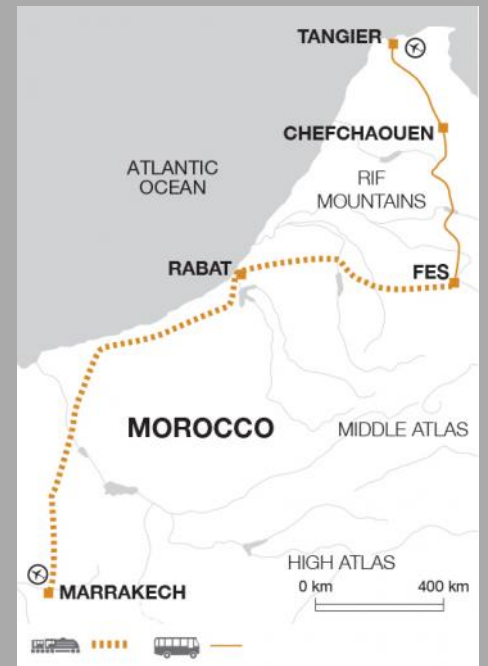 TANGIER
CHEFCHAOUEN
ATLANTIC
OCEAN
RIF
MOUNTAINS
RABAT
FES
MOROCCO
MIDDLE ATLAS
HIGH ATLAS
0 km 400 km
MARRAKECH